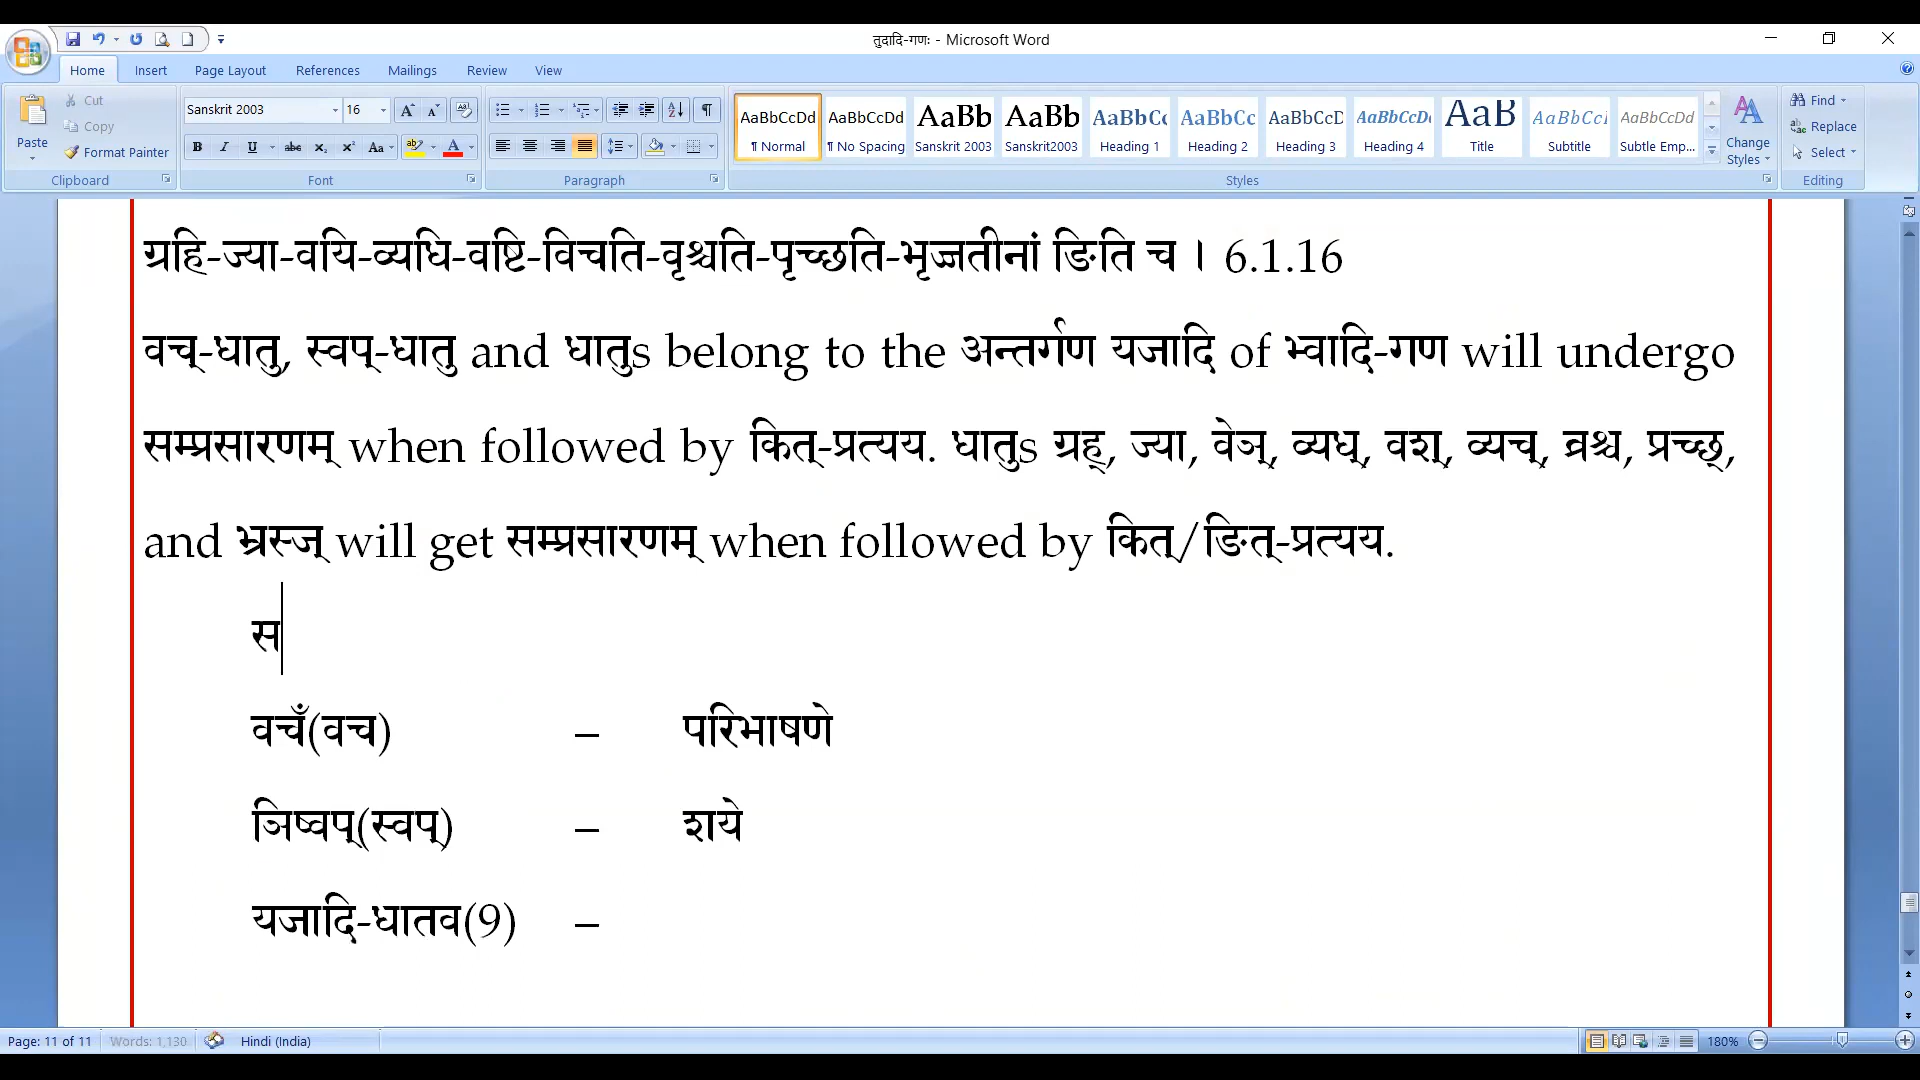 तुदादि-गणः - Microsoft Word
Home Insert Page Layout References Mailings Review View
Paste Cut Copy Format Painter
Sanskrit 2003 16
AaBbCcDd AaBbCcDd AaBb AaBb AaBbCc AaBbCc AaBbCcD AaBbCcDc AaB AaBbCcl AaBbCcDd
¶ Normal ¶ No Spacing Sanskrit 2003 Sanskrit2003 Heading 1 Heading 2 Heading 3 Heading 4 Title Subtitle Subtle Emp...
Change Styles
Find Replace Select
Clipboard Font Paragraph Styles Editing
ग्रहि-ज्या-वयि-व्यधि-वष्टि-विचति-वृश्चति-पृच्छति-भृज्जतीनां ङिति च । 6.1.16
वच्-धातु, स्वप्-धातु and धातुs belong to the अन्तर्गण यजादि of भ्वादि-गण will undergo
सम्प्रसारणम् when followed by कित्-प्रत्यय. धातुs ग्रह्, ज्या, वेञ्, व्यध्, वश्, व्यच्, व्रश्च, प्रच्छ्,
and भ्रस्ज् will get सम्प्रसारणम् when followed by कित्/ङित्-प्रत्यय.
स
वचँ(वच) – परिभाषणे
ञिष्वप्(स्वप्) – शये
यजादि-धातव(9) –
Page: 11 of 11 Words: 1,130 Hindi (India) 180%